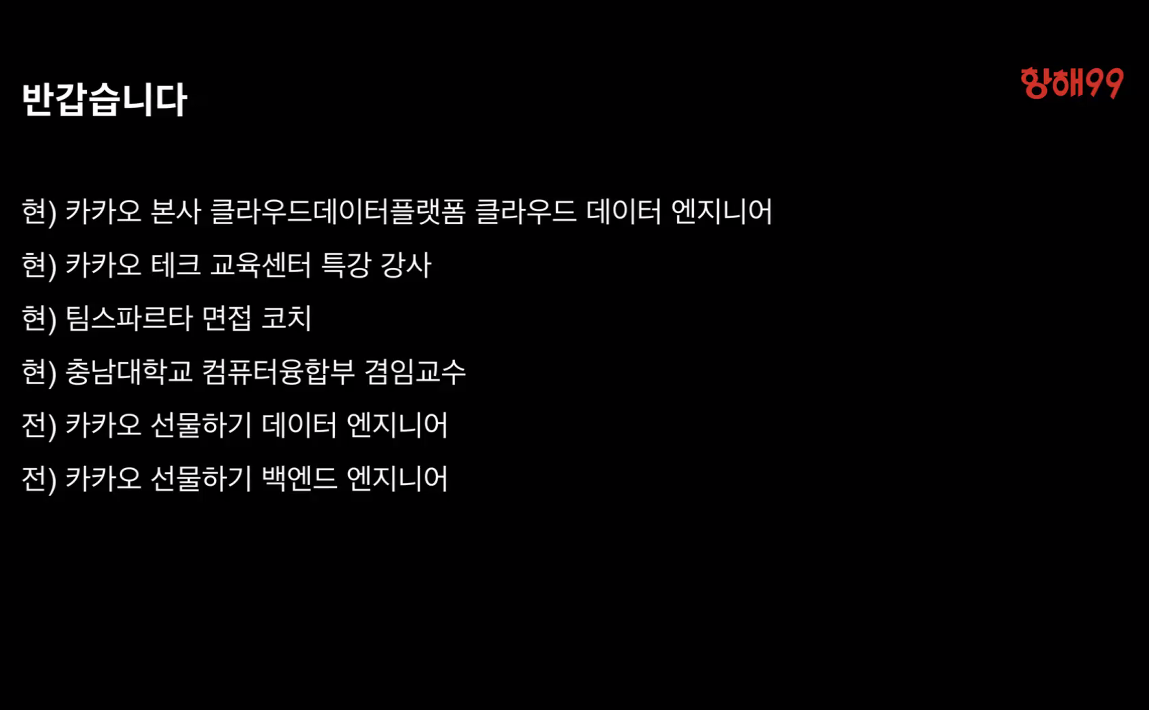 반갑습니다
항해99
현) 카카오 본사 클라우드데이터플랫폼 클라우드 데이터 엔지니어
현) 카카오 테크 교육센터 특강 강사
현) 팀스파르타 면접 코치
현) 충남대학교 컴퓨터융합부 겸임교수
전) 카카오 선물하기 데이터 엔지니어
전) 카카오 선물하기 백엔드 엔지니어